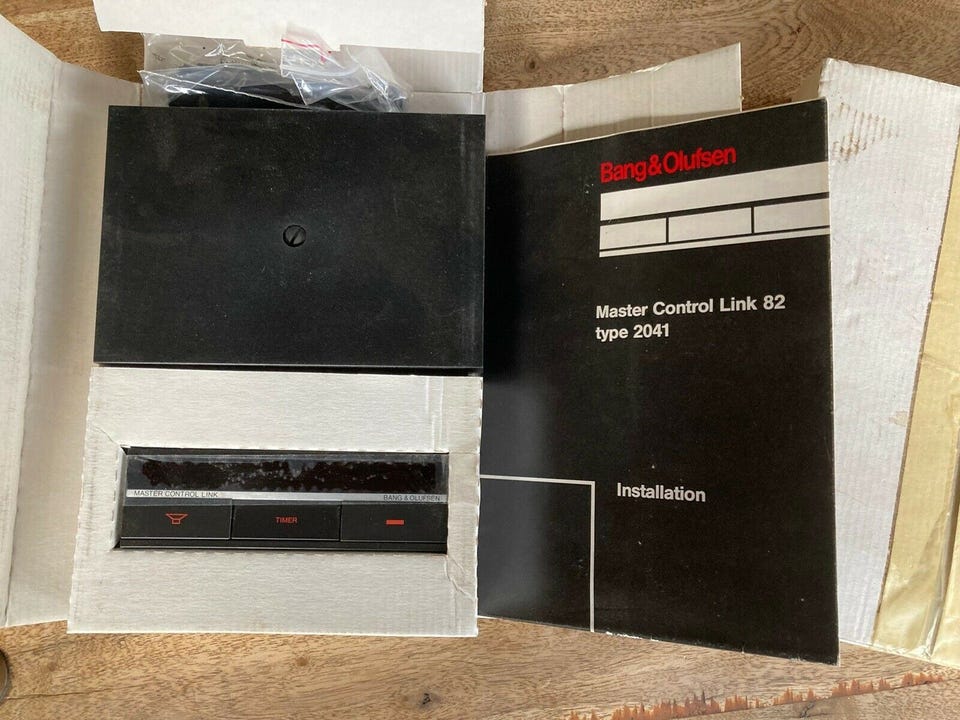 Bang&Olufsen
Master Control Link 82
type 2041
Installation
MASTER CONTROL LINK
BANG & OLUFSEN
TIMER